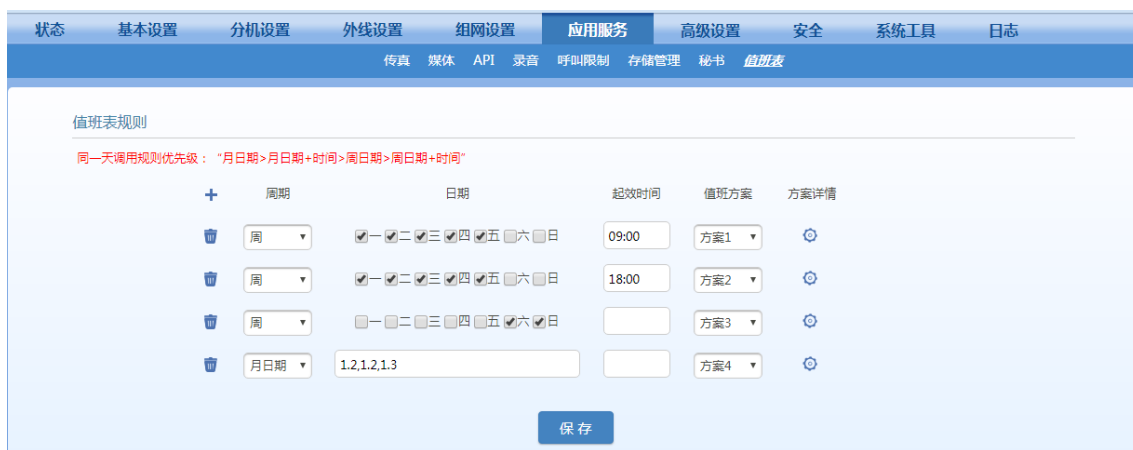 状态 基本设置 分机设置 外线设置 组网设置 应用服务 高级设置 安全 系统工具 日志
传真 媒体 API 录音 呼叫限制 存储管理 秘书 值班表
值班表规则
同一天调用规则优先级：“月日期>月日期+时间>周日期>周日期+时间”
周期 日期 起效时间 值班方案 方案详情
周 一 二 三 四 五 六 日 09:00 方案1
周 一 二 三 四 五 六 日 18:00 方案2
周 一 二 三 四 五 六 日 方案3
月日期 1.2,1.2,1.3 方案4
保存